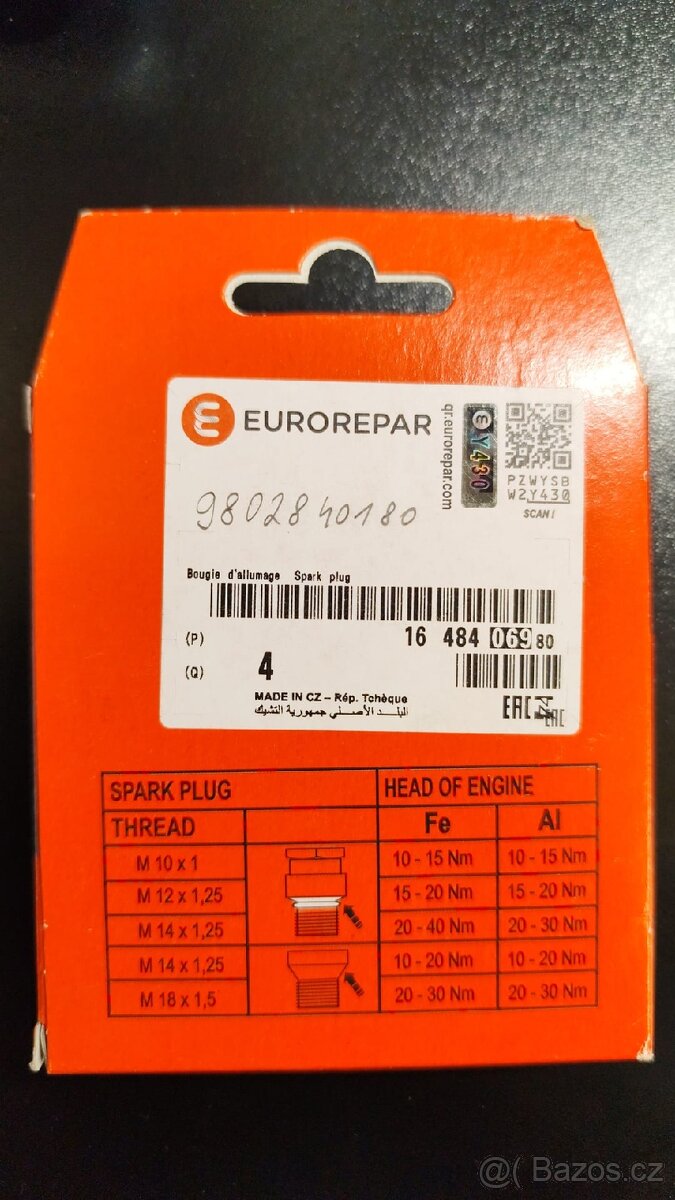 EUROREPAR
qr.eurorepar.com
Y430
PZWYSB
W2Y430
SCAN!
9802840180
Bougie d'allumage Spark plug
(P) 16 484 069 80
(Q) 4
MADE IN CZ – Rép. Tchèque
البلد الأصلي جمهورية التشيك
EAC
EAC
SPARK PLUG HEAD OF ENGINE
THREAD Fe Al
M 10 x 1 10 - 15 Nm 10 - 15 Nm
M 12 x 1,25 15 - 20 Nm 15 - 20 Nm
M 14 x 1,25 20 - 40 Nm 20 - 30 Nm
M 14 x 1,25 10 - 20 Nm 10 - 20 Nm
M 18 x 1,5 20 - 30 Nm 20 - 30 Nm
@( Bazos.cz